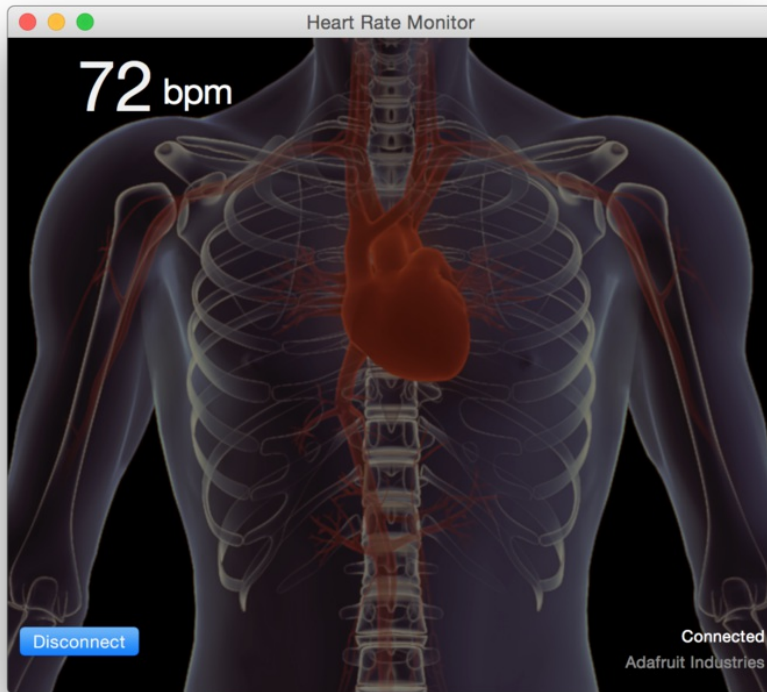 Heart Rate Monitor
72 bpm
Disconnect
Connected
Adafruit Industries